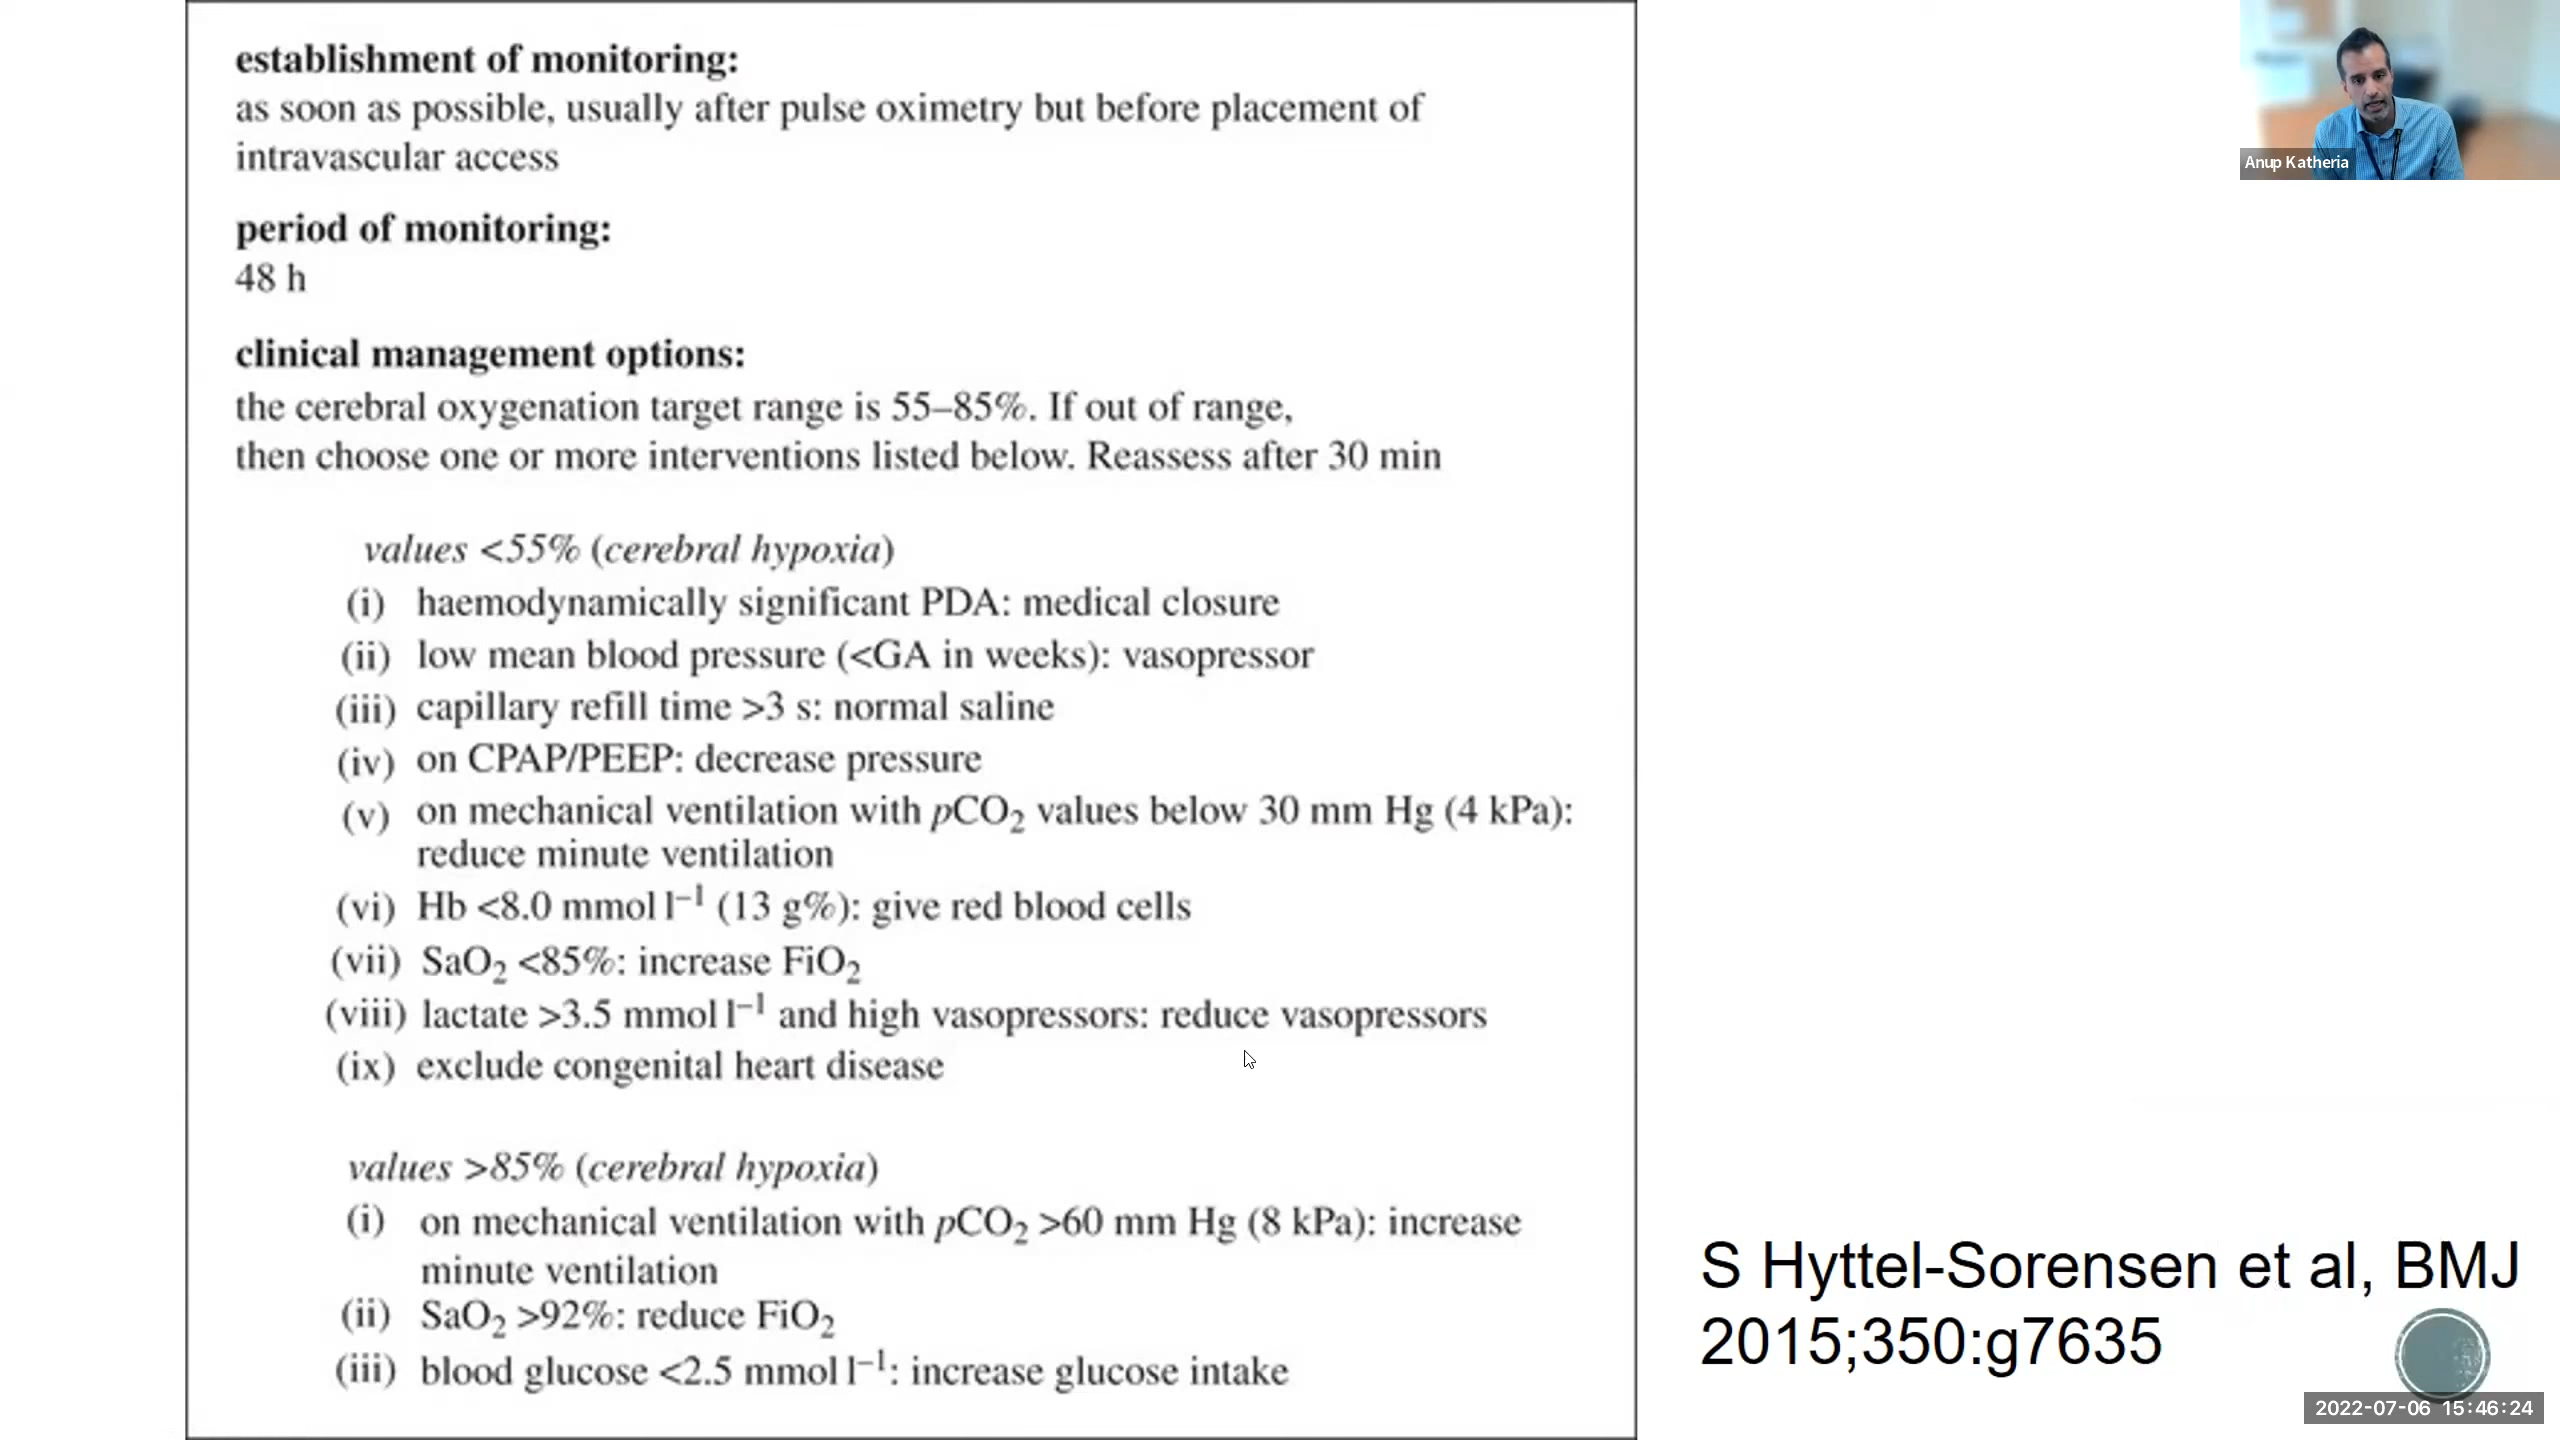 establishment of monitoring:
as soon as possible, usually after pulse oximetry but before placement of
intravascular access
period of monitoring:
48 h
clinical management options:
the cerebral oxygenation target range is 55–85%. If out of range,
then choose one or more interventions listed below. Reassess after 30 min
values <55% (cerebral hypoxia)
(i) haemodynamically significant PDA: medical closure
(ii) low mean blood pressure (<GA in weeks): vasopressor
(iii) capillary refill time >3 s: normal saline
(iv) on CPAP/PEEP: decrease pressure
(v) on mechanical ventilation with pCO₂ values below 30 mm Hg (4 kPa):
reduce minute ventilation
(vi) Hb <8.0 mmol l⁻¹ (13 g%): give red blood cells
(vii) SaO₂ <85%: increase FiO₂
(viii) lactate >3.5 mmol l⁻¹ and high vasopressors: reduce vasopressors
(ix) exclude congenital heart disease
values >85% (cerebral hypoxia)
(i) on mechanical ventilation with pCO₂ >60 mm Hg (8 kPa): increase
minute ventilation
(ii) SaO₂ >92%: reduce FiO₂
(iii) blood glucose <2.5 mmol l⁻¹: increase glucose intake
Anup Katheria
S Hyttel-Sorensen et al, BMJ
2015;350:g7635
2022-07-06 15:46:24